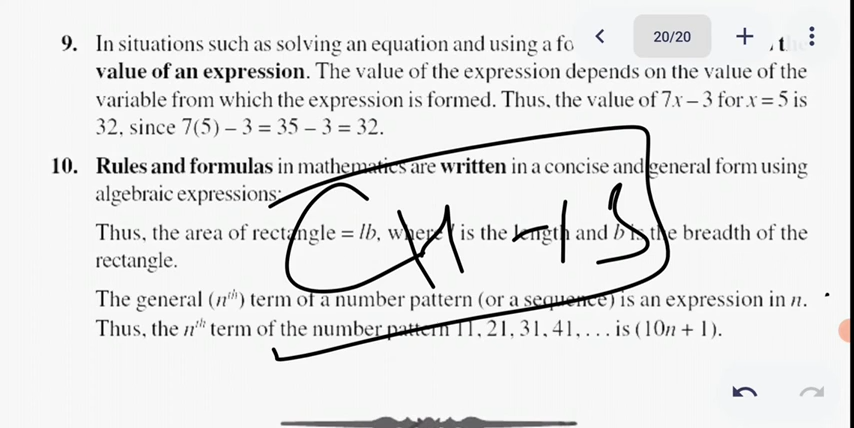 9. In situations such as solving an equation and using a fo
20/20
value of an expression. The value of the expression depends on the value of the
variable from which the expression is formed. Thus, the value of 7x – 3 for x = 5 is
32, since 7(5) – 3 = 35 – 3 = 32.
10. Rules and formulas in mathematics are written in a concise and general form using
algebraic expressions;
Thus, the area of rectangle = lb, where l is the length and b is the breadth of the
rectangle.
CH-13
The general (nᵗʰ) term of a number pattern (or a sequence) is an expression in n.
Thus, the nᵗʰ term of the number pattern 11, 21, 31, 41, . . . is (10n + 1).